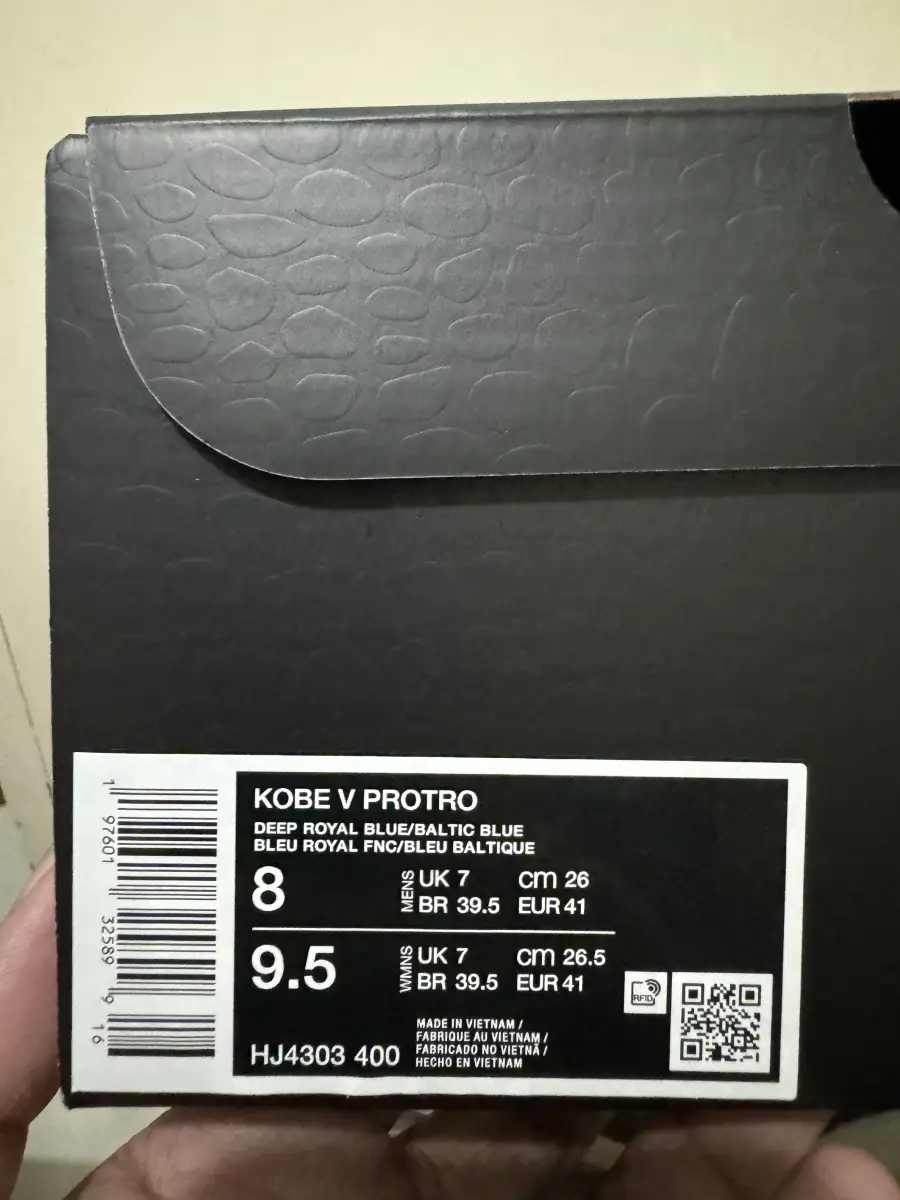 KOBE V PROTRO
DEEP ROYAL BLUE/BALTIC BLUE
BLEU ROYAL FNC/BLEU BALTIQUE
8 MENS UK 7 cm 26
BR 39.5 EUR 41
9.5 WMNS UK 7 cm 26.5
BR 39.5 EUR 41
RFID
MADE IN VIETNAM /
FABRIQUE AU VIETNAM /
FABRICADO NO VIETNÃ /
HECHO EN VIETNAM
HJ4303 400
1 97601 32589 9 16